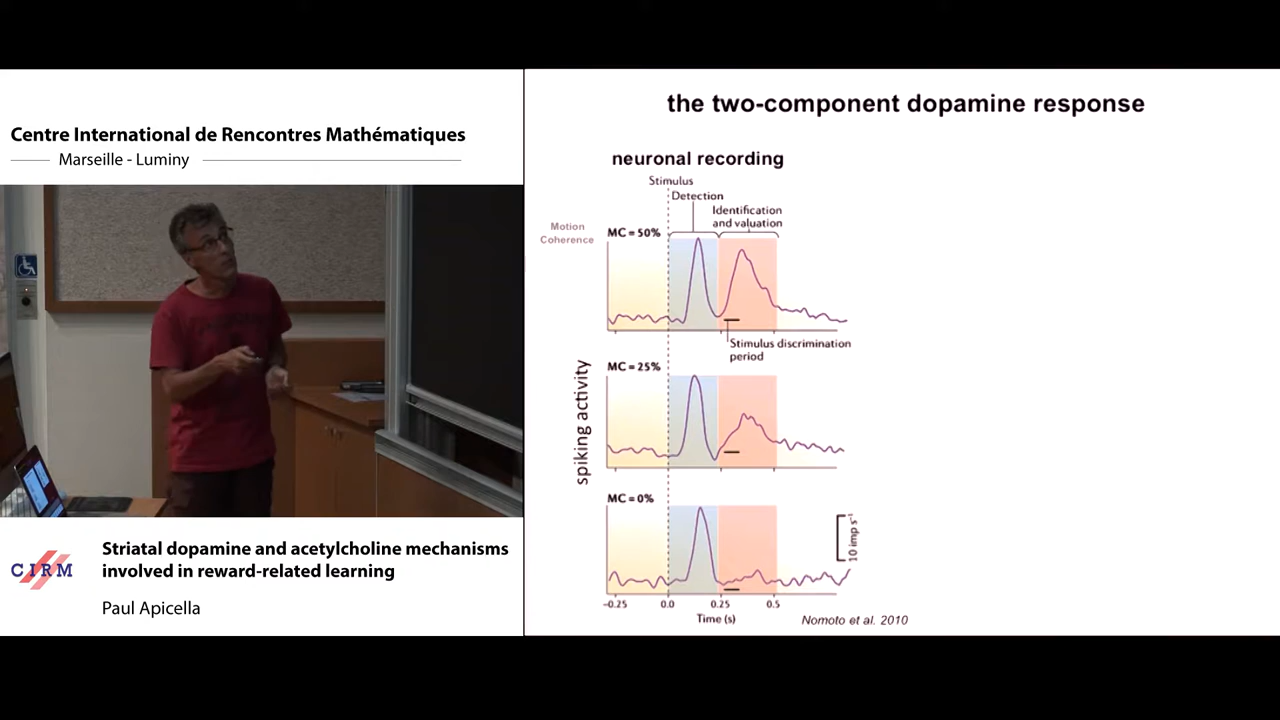 Centre International de Rencontres Mathématiques
Marseille - Luminy
CIRM
Striatal dopamine and acetylcholine mechanisms
involved in reward-related learning
Paul Apicella
the two-component dopamine response
neuronal recording
Stimulus
Detection
Identification
and valuation
Motion
Coherence
MC = 50%
Stimulus discrimination
period
MC = 25%
spiking activity
MC = 0%
10 imp s⁻¹
-0.25 0.0 0.25 0.5
Time (s)
Nomoto et al. 2010